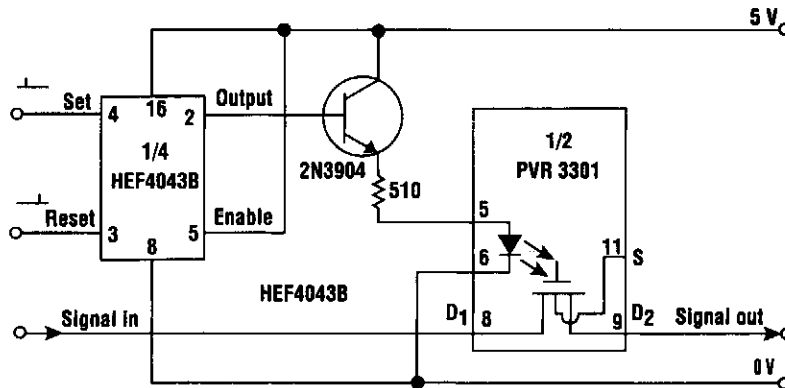 5 V
Set
4
16
2
Output
1/4
HEF4043B
2N3904
510
1/2
PVR 3301
Reset
3
8
5
Enable
5
6
11
S
HEF4043B
Signal in
D1
8
9
D2
Signal out
0 V